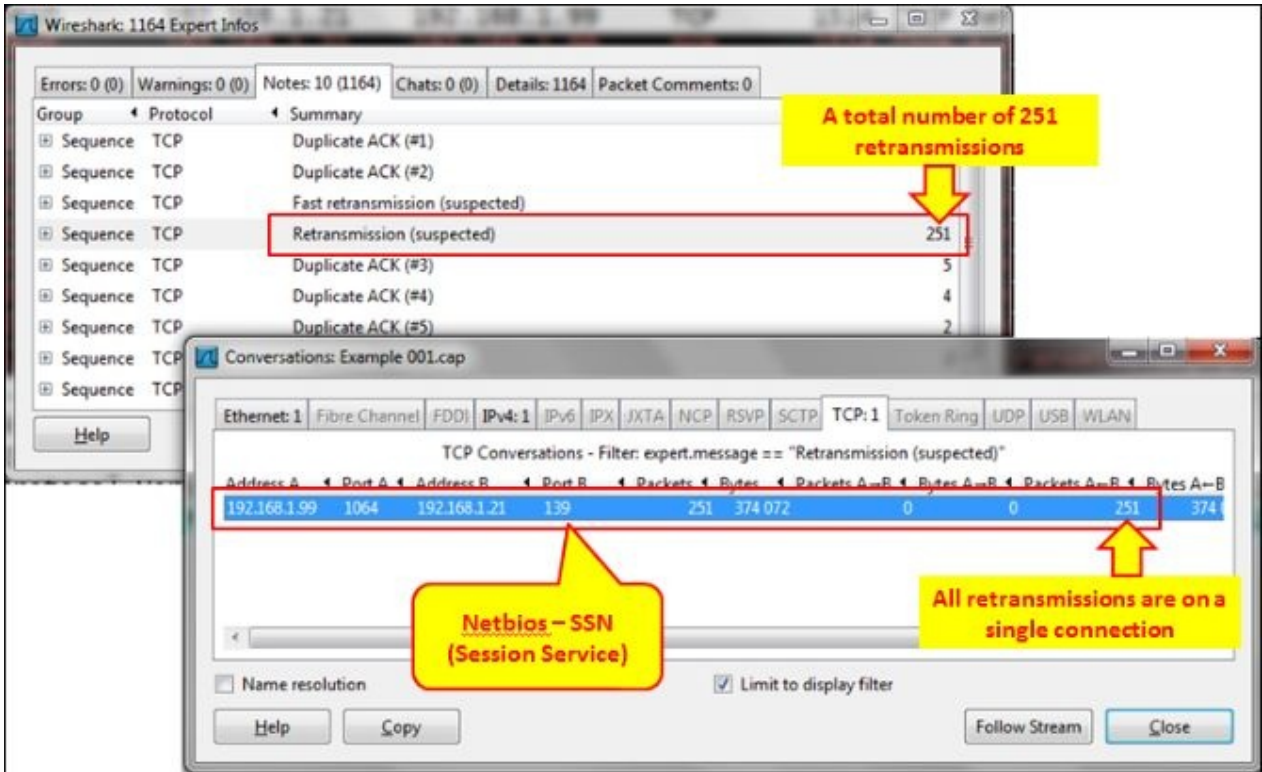 Wireshark: 1164 Expert Infos
Errors: 0 (0) Warnings: 0 (0) Notes: 10 (1164) Chats: 0 (0) Details: 1164 Packet Comments: 0
Group Protocol Summary
Sequence TCP Duplicate ACK (#1)
Sequence TCP Duplicate ACK (#2)
Sequence TCP Fast retransmission (suspected)
Sequence TCP Retransmission (suspected) 251
Sequence TCP Duplicate ACK (#3) 5
Sequence TCP Duplicate ACK (#4) 4
Sequence TCP Duplicate ACK (#5) 2
Sequence TCP
Sequence TCP
Help
A total number of 251
retransmissions
Conversations: Example 001.cap
Ethernet: 1 Fibre Channel FDDI IPv4: 1 IPv6 IPX JXTA NCP RSVP SCTP TCP: 1 Token Ring UDP USB WLAN
TCP Conversations - Filter: expert.message == "Retransmission (suspected)"
Address A Port A Address B Port B Packets Bytes Packets A→B Bytes A→B Packets A←B Bytes A←B
192.168.1.99 1064 192.168.1.21 139 251 374 072 0 0 251 374
Netbios – SSN
(Session Service)
All retransmissions are on a
single connection
Name resolution Limit to display filter
Help Copy Follow Stream Close